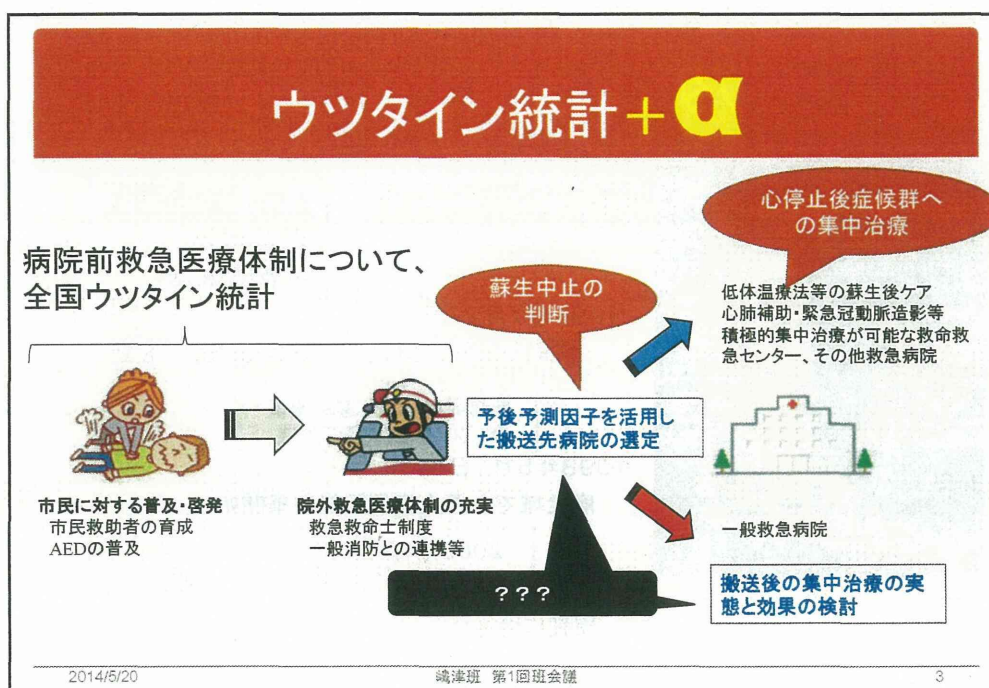 ウツタイン統計+α
病院前救急医療体制について、
全国ウツタイン統計
心停止後症候群へ
の集中治療
蘇生中止の
判断
低体温療法等の蘇生後ケア
心肺補助・緊急冠動脈造影等
積極的集中治療が可能な救命救
急センター、その他救急病院
予後予測因子を活用し
た搬送先病院の選定
市民に対する普及・啓発
市民救助者の育成
AEDの普及
院外救急医療体制の充実
救急救命士制度
一般消防との連携等
一般救急病院
???
搬送後の集中治療の実
態と効果の検討
2014/5/20
嶋津班 第1回班会議
3